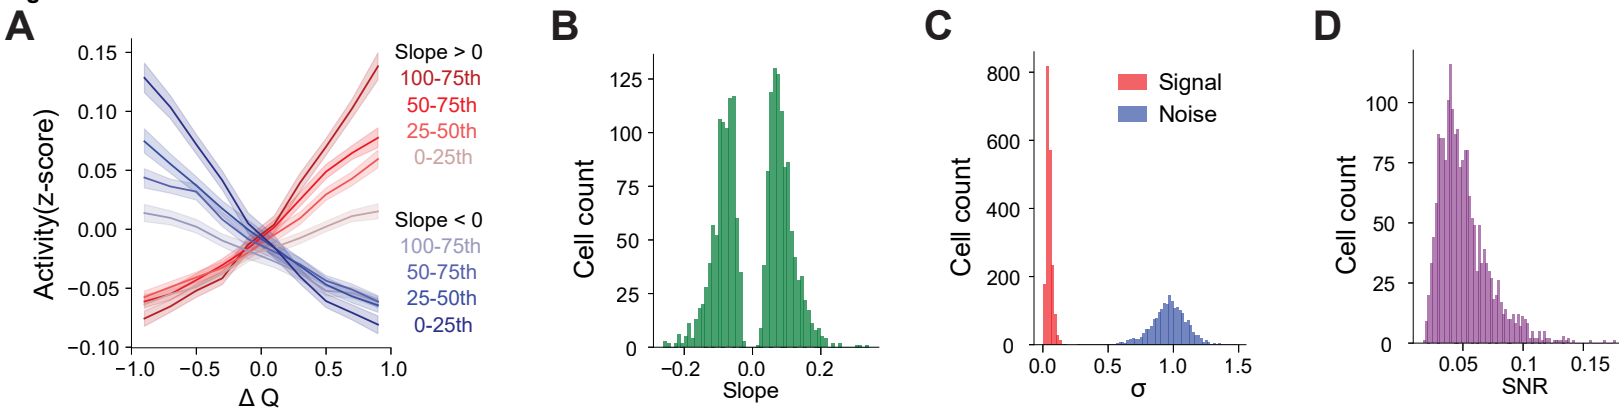 A
0.15
0.10
0.05
0.00
−0.05
−0.10
−1.0
−0.5
0.0
0.5
1.0
Activity(z-score)
Δ Q
Slope > 0
100-75th
50-75th
25-50th
0-25th
Slope < 0
100-75th
50-75th
25-50th
0-25th
B
125
100
75
50
25
0
−0.2
0.0
0.2
Cell count
Slope
C
800
600
400
200
0
0.0
0.5
1.0
1.5
Cell count
σ
Signal
Noise
D
100
75
50
25
0
0.05
0.1
0.15
Cell count
SNR